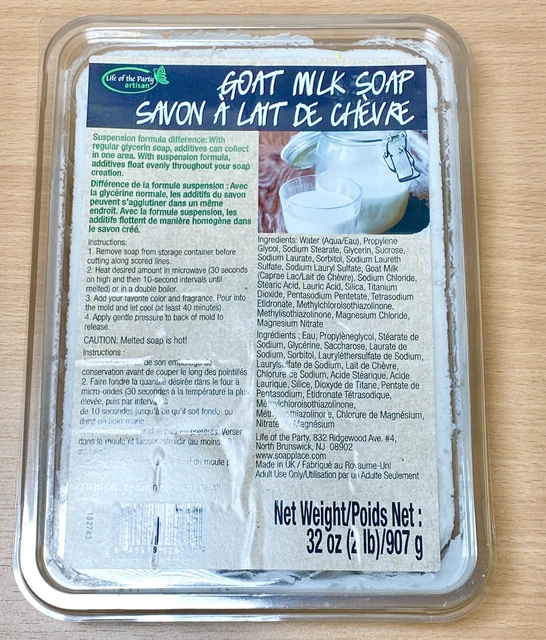 Life of the Party
artisan
GOAT MILK SOAP
SAVON À LAIT DE CHÈVRE
Suspension formula difference: With
regular glycerin soap, additives can collect
in one area. With suspension formula,
additives float evenly throughout your soap
creation.
Différence de la formule suspension : Avec
la glycérine normale, les additifs du savon
peuvent s'agglutiner dans un même
endroit. Avec la formule suspension, les
additifs flottent de manière homogène dans
le savon créé.
Instructions:
1. Remove soap from storage container before
cutting along scored lines.
2. Heat desired amount in microwave (30 seconds
on high and then 10-second intervals until
melted) or in a double boiler.
3. Add your favorite color and fragrance. Pour into
the mold and let cool (at least 40 minutes).
4. Apply gentle pressure to back of mold to
release.
CAUTION: Melted soap is hot!
Instructions :
de son
conservation avant de couper le long des pointillés
2. Faire fondre la quantité désirée dans le four à
micro-ondes (30 secondes à la température la plus
élevée, puis par
de 10 secondes jusqu'à ce qu'il soit fondu) ou
dans un bain-marie
préférés. Verser
dans le moule et laisser refroidir (au moins
du moule
152743
Ingredients: Water (Aqua/Eau), Propylene
Glycol, Sodium Stearate, Glycerin, Sucrose,
Sodium Laurate, Sorbitol, Sodium Laureth
Sulfate, Sodium Lauryl Sulfate, Goat Milk
(Caprae Lac/Lait de Chèvre), Sodium Chloride,
Stearic Acid, Lauric Acid, Silica, Titanium
Dioxide, Pentasodium Pentetate, Tetrasodium
Etidronate, Methylchloroisothiazolinone,
Methylisothiazolinone, Magnesium Chloride,
Magnesium Nitrate
Ingrédients : Eau, Propylèneglycol, Stéarate de
Sodium, Glycérine, Saccharose, Laurate de
Sodium, Sorbitol, Lauryléthersulfate de Sodium,
Laurylsulfate de Sodium, Lait de Chèvre,
Chlorure de Sodium, Acide Stéarique, Acide
Laurique, Silice, Dioxyde de Titane, Pentate de
Pentasodium, Étidronate Tétrasodique,
Méthylchloroisothiazolinone,
Méthylisothiazolinone, Chlorure de Magnésium,
Nitrate Magnésium
Life of the Party, 832 Ridgewood Ave. #4,
North Brunswick, NJ 08902
www.soapplace.com
Made in UK / Fabriqué au Royaume-Uni
Adult Use Only/Utilisation par un Adulte Seulement
Net Weight/Poids Net :
32 oz (2 lb)/907 g